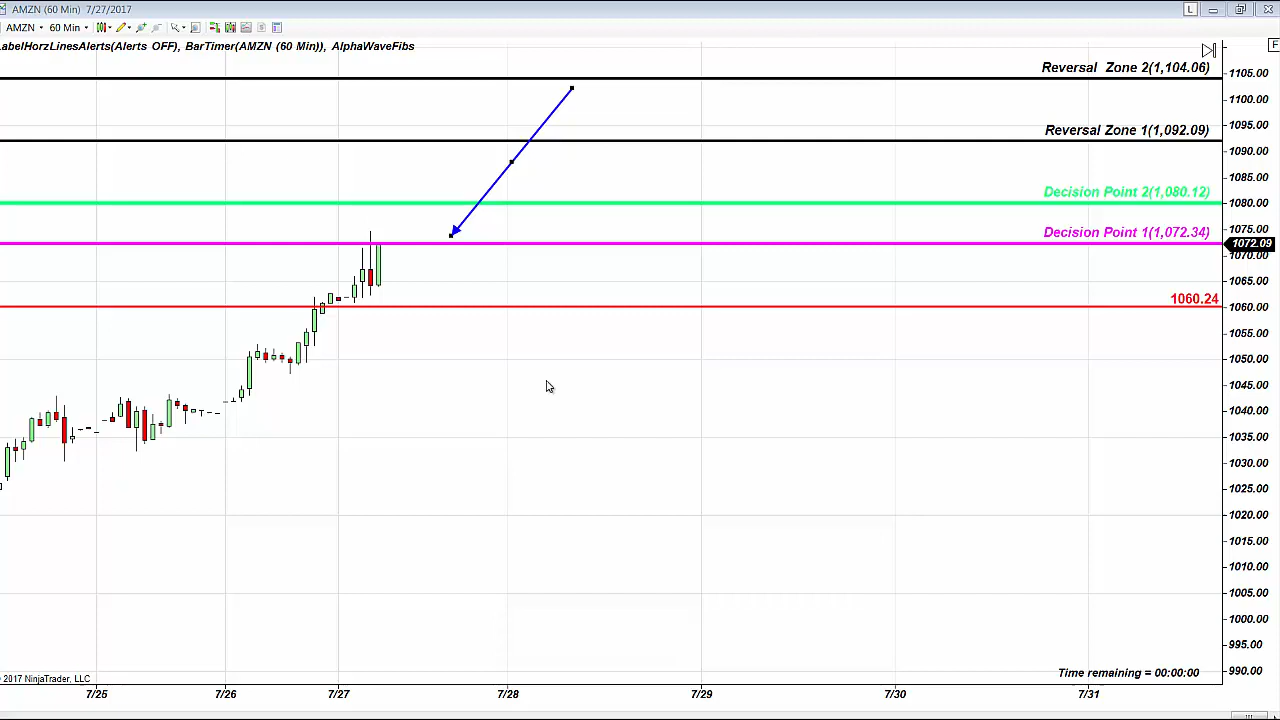 AMZN (60 Min) 7/27/2017
L
AMZN 60 Min
LabelHorzLinesAlerts(Alerts OFF), BarTimer(AMZN (60 Min)), AlphaWaveFibs
F
Reversal Zone 2(1,104.06)
Reversal Zone 1(1,092.09)
Decision Point 2(1,080.12)
Decision Point 1(1,072.34)
1060.24
1105.00
1100.00
1095.00
1090.00
1085.00
1080.00
1075.00
1072.09
1070.00
1065.00
1060.00
1055.00
1050.00
1045.00
1040.00
1035.00
1030.00
1025.00
1020.00
1015.00
1010.00
1005.00
1000.00
995.00
990.00
Time remaining = 00:00:00
2017 NinjaTrader, LLC
7/25 7/26 7/27 7/28 7/29 7/30 7/31